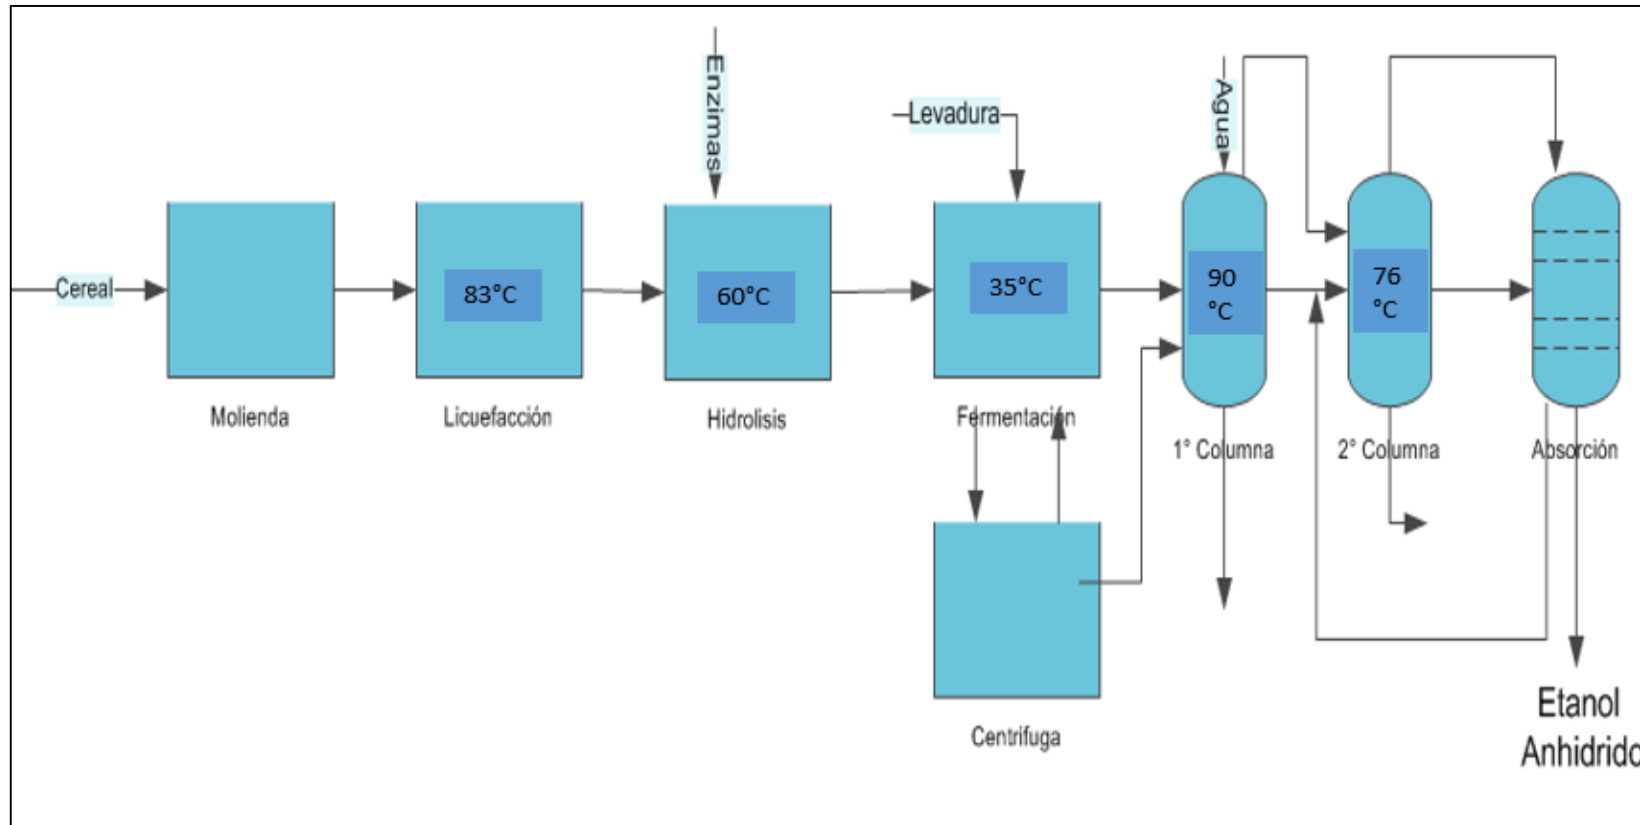 Enzimas
Levadura
Agua
Cereal
83°C
60°C
35°C
90
°C
76
°C
Molienda
Licuefacción
Hidrolisis
Fermentación
1° Columna
2° Columna
Absorción
Centrifuga
Etanol
Anhidrido